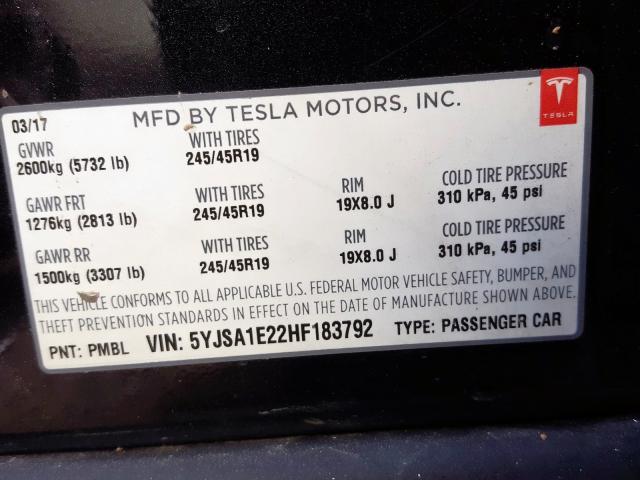 MFD BY TESLA MOTORS, INC.
TESLA
03/17
GVWR WITH TIRES
2600kg (5732 lb) 245/45R19
GAWR FRT WITH TIRES RIM COLD TIRE PRESSURE
1276kg (2813 lb) 245/45R19 19X8.0 J 310 kPa, 45 psi
GAWR RR WITH TIRES RIM COLD TIRE PRESSURE
1500kg (3307 lb) 245/45R19 19X8.0 J 310 kPa, 45 psi
THIS VEHICLE CONFORMS TO ALL APPLICABLE U.S. FEDERAL MOTOR VEHICLE SAFETY, BUMPER, AND
THEFT PREVENTION STANDARDS IN EFFECT ON THE DATE OF MANUFACTURE SHOWN ABOVE.
PNT: PMBL VIN: 5YJSA1E22HF183792 TYPE: PASSENGER CAR